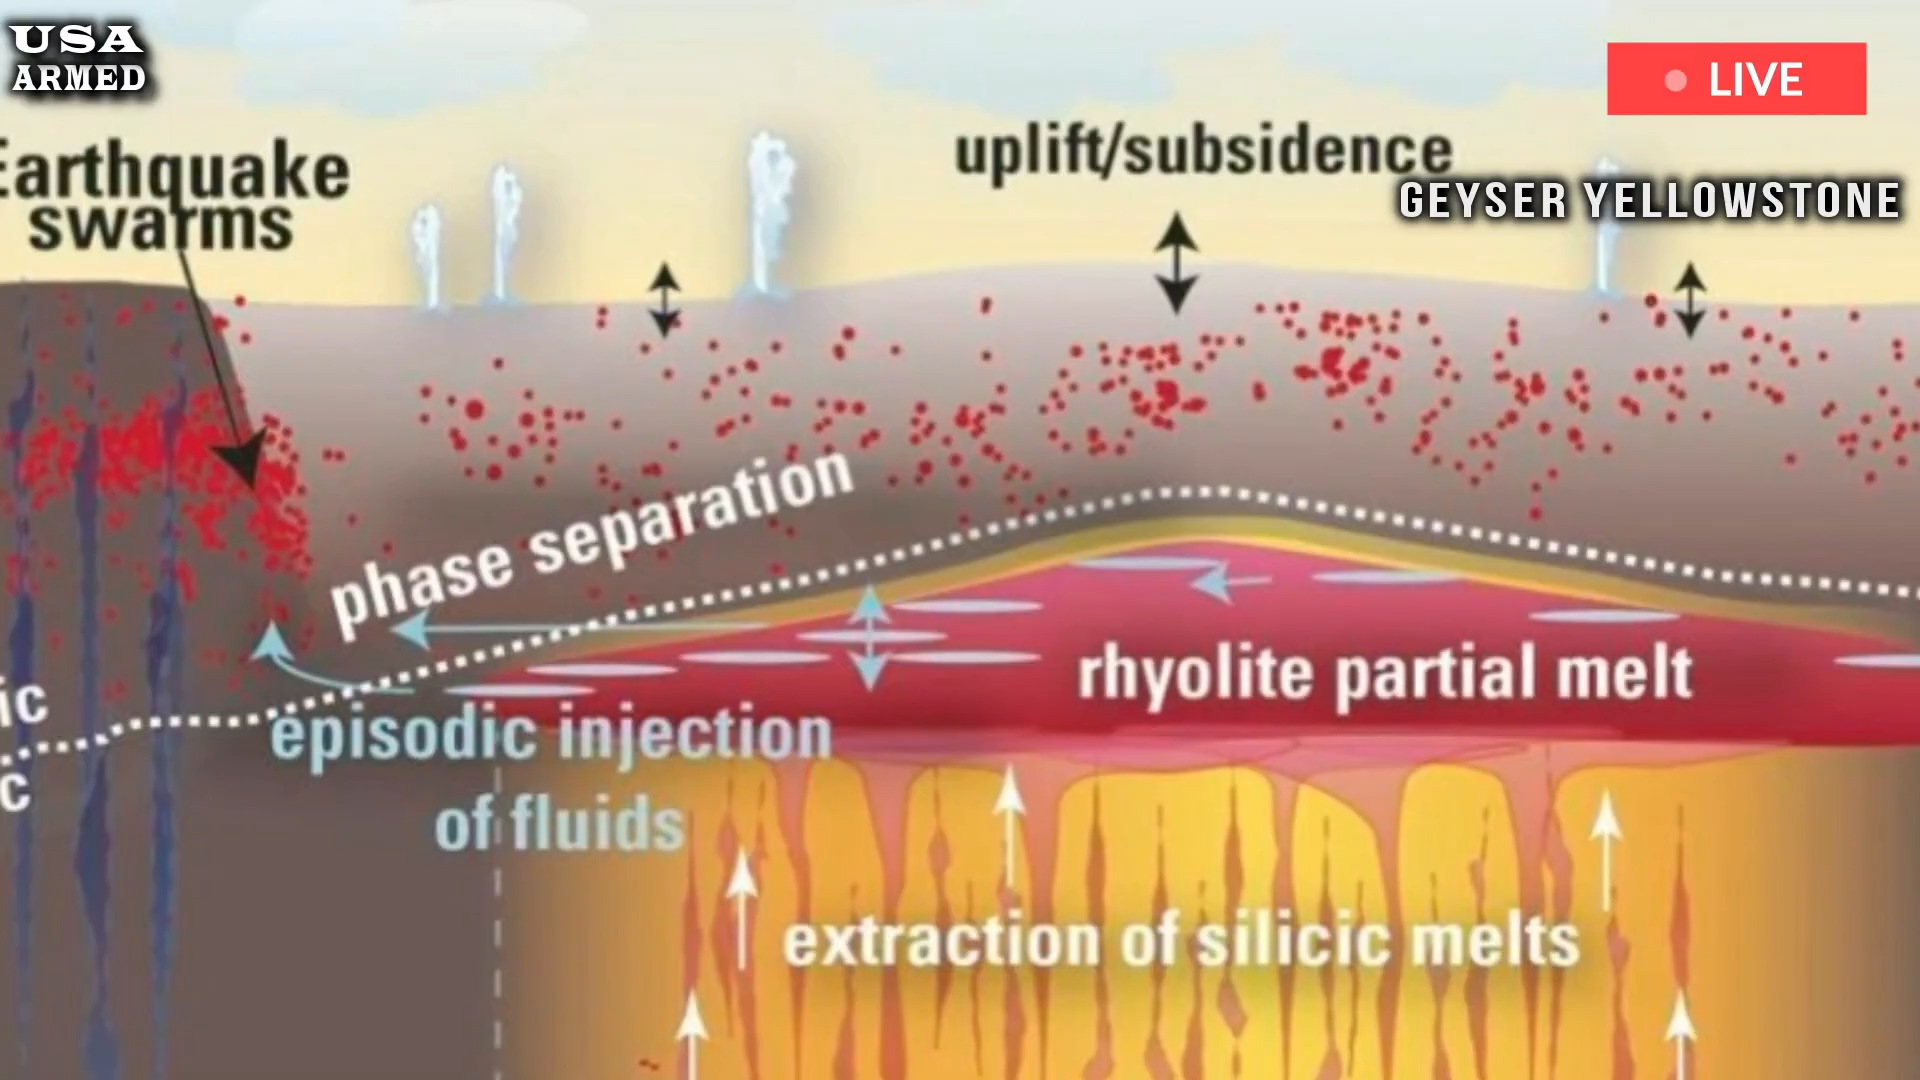 USA
ARMED
LIVE
Earthquake
swarms
uplift/subsidence
GEYSER YELLOWSTONE
phase separation
rhyolite partial melt
ic
c
episodic injection
of fluids
extraction of silicic melts